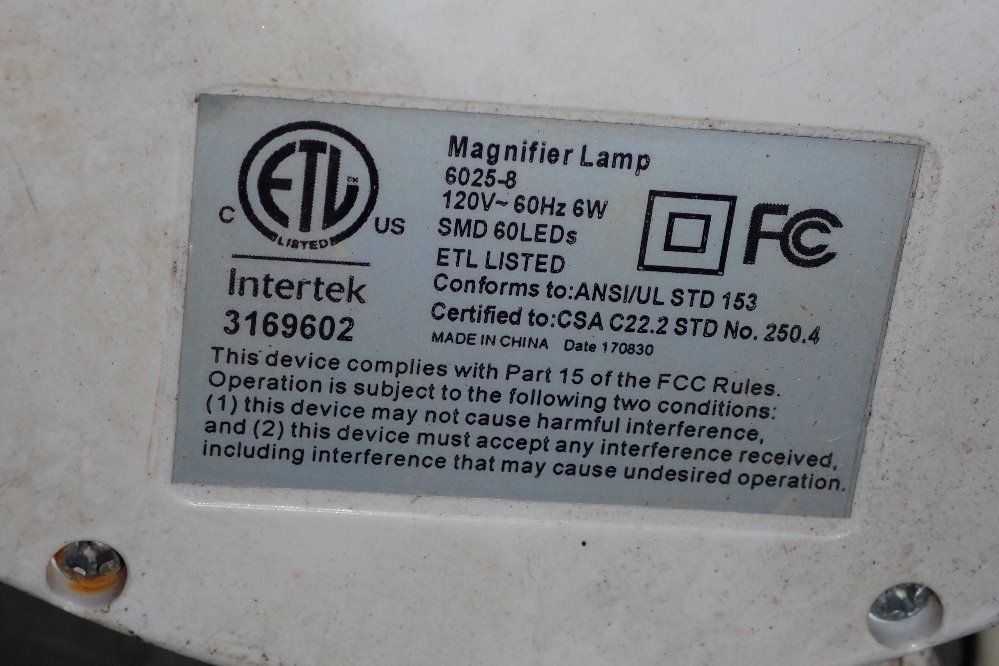 ETL
LISTED
TM
C
US
Intertek
3169602
Magnifier Lamp
6025-8
120V~ 60Hz 6W
SMD 60LEDs
ETL LISTED
Conforms to:ANSI/UL STD 153
Certified to:CSA C22.2 STD No. 250.4
MADE IN CHINA Date 170830
FC
This device complies with Part 15 of the FCC Rules.
Operation is subject to the following two conditions:
(1) this device may not cause harmful interference,
and (2) this device must accept any interference received,
including interference that may cause undesired operation.